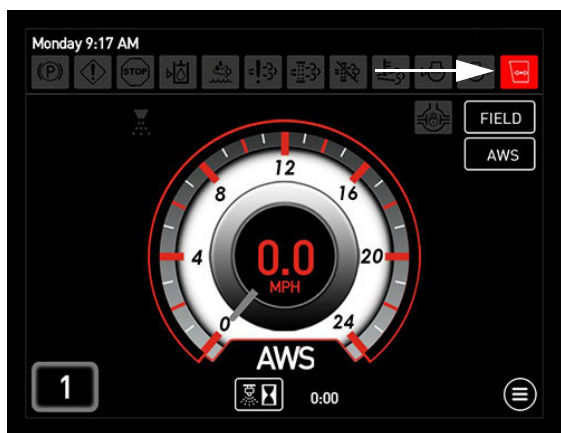 Monday 9:17 AM
(P)
STOP
FIELD
AWS
12
8
16
4
20
0.0
MPH
0
24
AWS
1
0:00